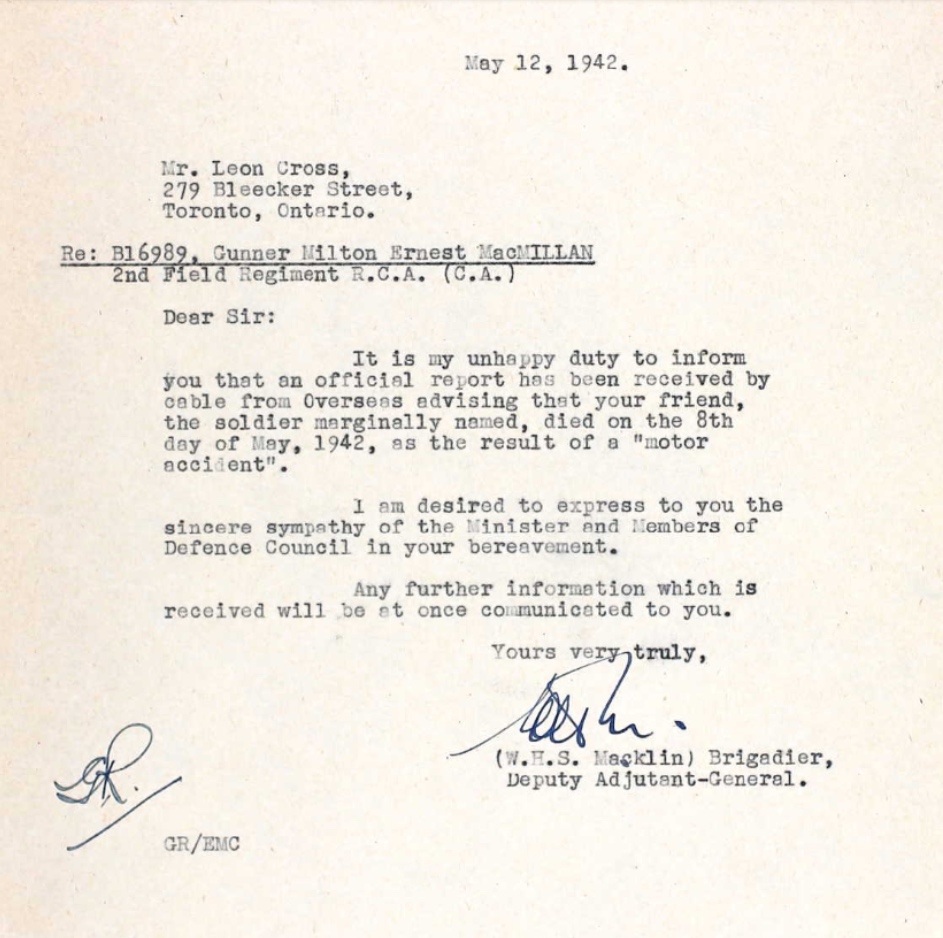 May 12, 1942.
Mr. Leon Cross,
279 Bleecker Street,
Toronto, Ontario.
Re: B16989, Gunner Milton Ernest MacMILLAN
2nd Field Regiment R.C.A. (C.A.)
Dear Sir:
It is my unhappy duty to inform
you that an official report has been received by
cable from Overseas advising that your friend,
the soldier marginally named, died on the 8th
day of May, 1942, as the result of a "motor
accident".
I am desired to express to you the
sincere sympathy of the Minister and Members of
Defence Council in your bereavement.
Any further information which is
received will be at once communicated to you.
Yours very truly,
(W.H.S. Macklin) Brigadier,
Deputy Adjutant-General.
GR.
GR/EMC